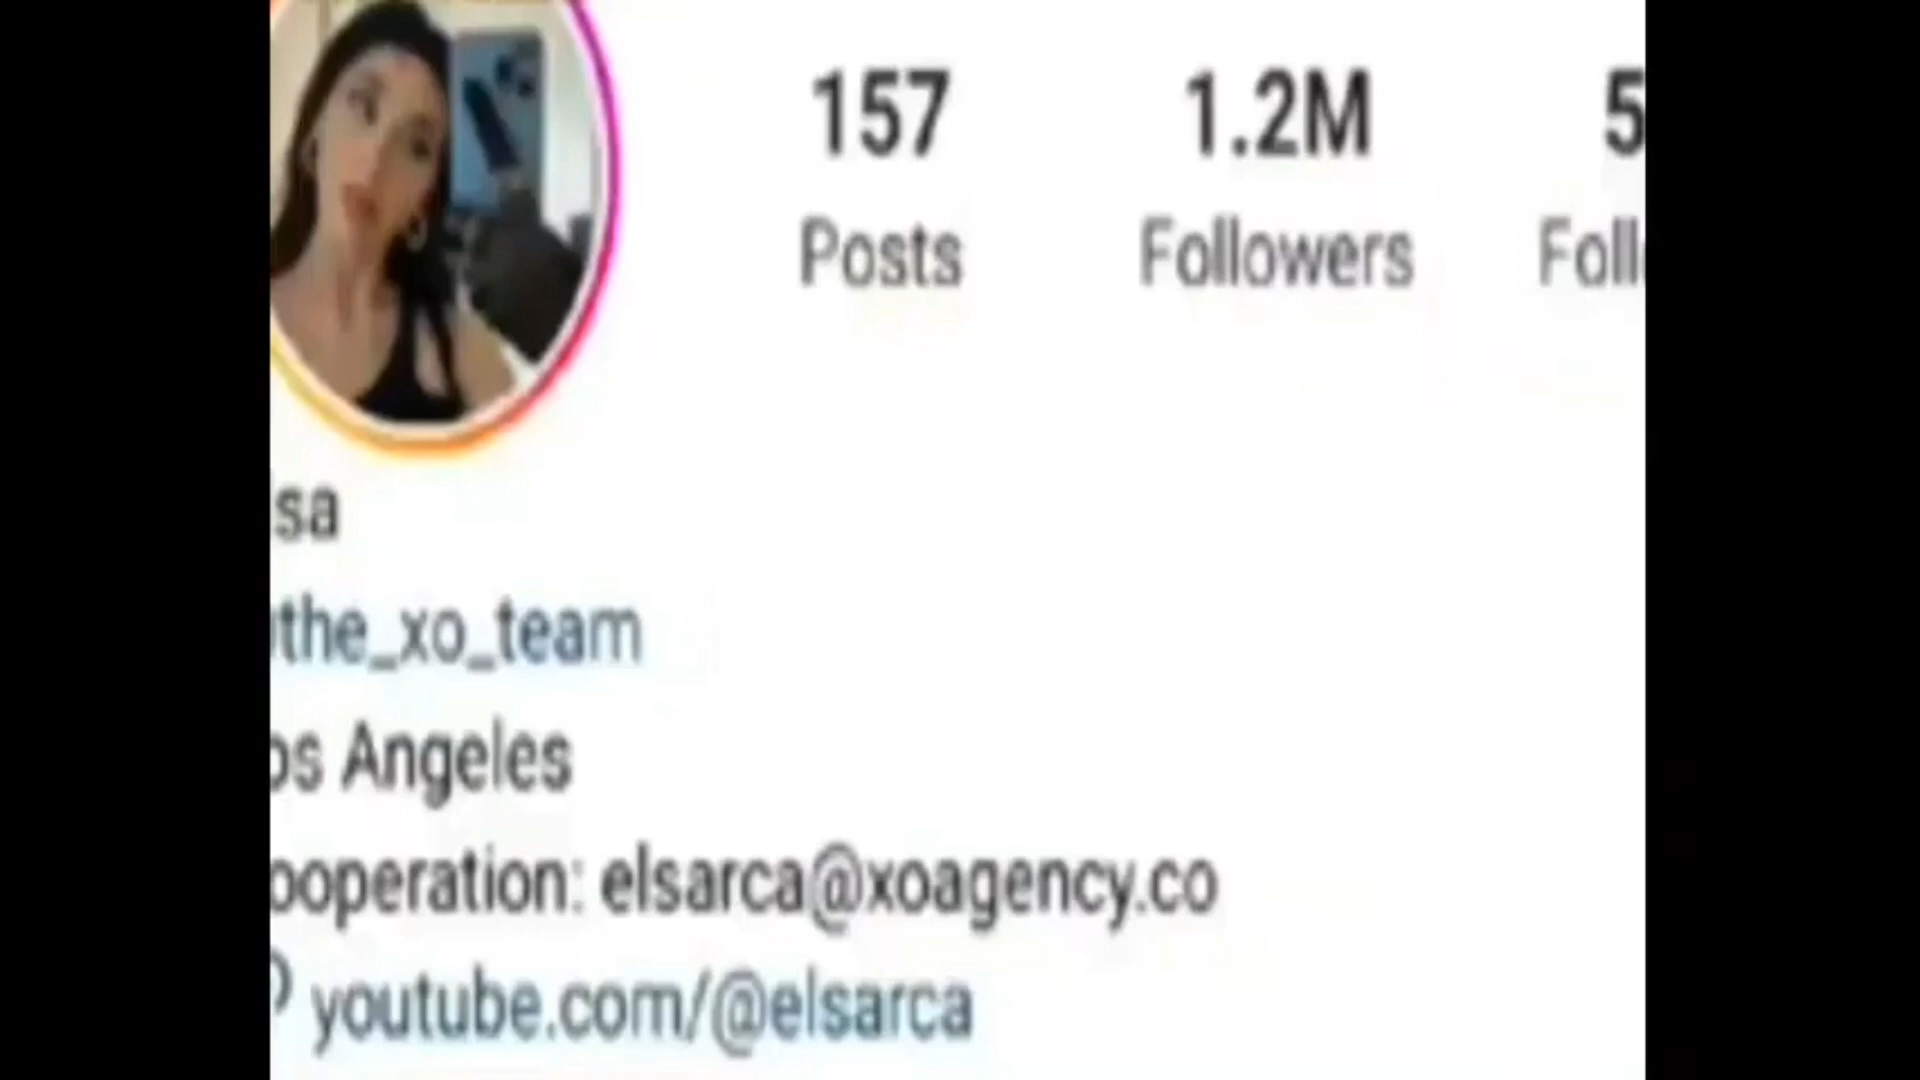 157 1.2M 5
Posts Followers Foll
sa
the_xo_team
os Angeles
ooperation: elsarca@xoagency.co
youtube.com/@elsarca